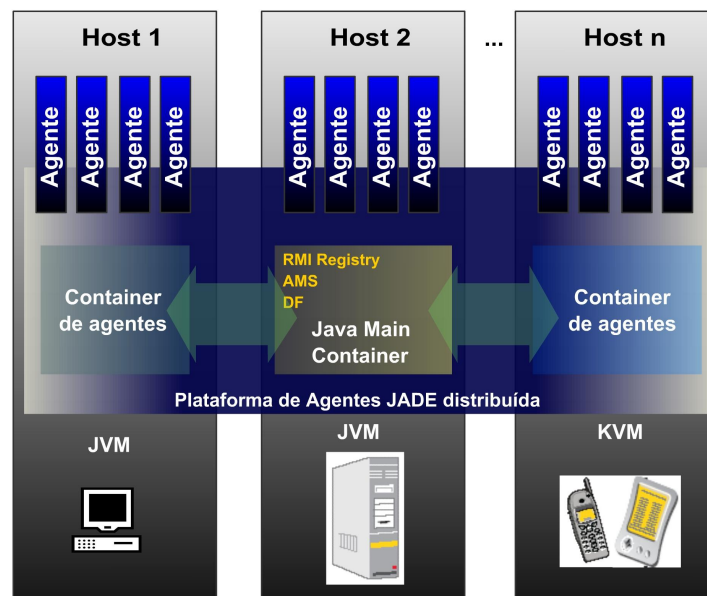 Host 1
Host 2
...
Host n
Agente
Agente
Agente
Agente
Agente
Agente
Agente
Agente
Agente
Agente
Agente
Agente
Container
de agentes
RMI Registry
AMS
DF
Java Main
Container
Container
de agentes
Plataforma de Agentes JADE distribuída
JVM
JVM
KVM